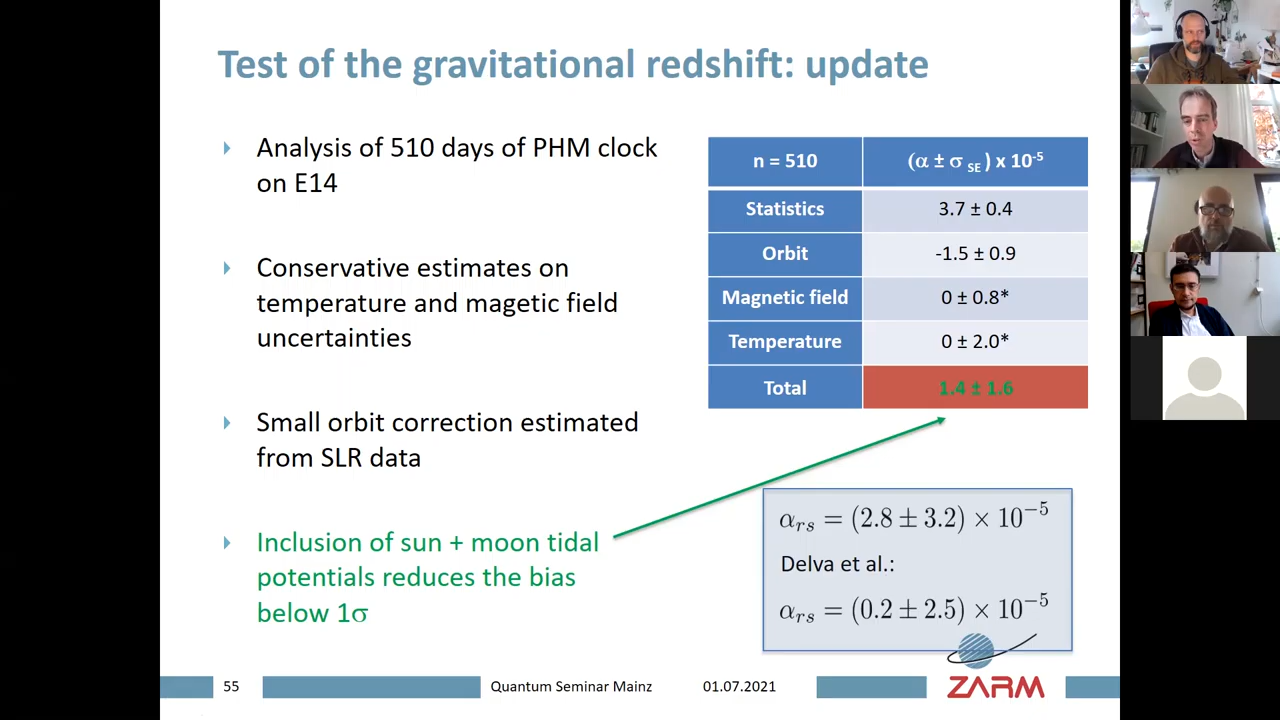 Test of the gravitational redshift: update
Analysis of 510 days of PHM clock
on E14
Conservative estimates on
temperature and magetic field
uncertainties
Small orbit correction estimated
from SLR data
Inclusion of sun + moon tidal
potentials reduces the bias
below 1σ
n = 510 (α ± σ SE ) x 10-5
Statistics 3.7 ± 0.4
Orbit -1.5 ± 0.9
Magnetic field 0 ± 0.8*
Temperature 0 ± 2.0*
Total 1.4 ± 1.6
αrs = (2.8 ± 3.2) × 10−5
Delva et al.:
αrs = (0.2 ± 2.5) × 10−5
55 Quantum Seminar Mainz 01.07.2021
ZARM